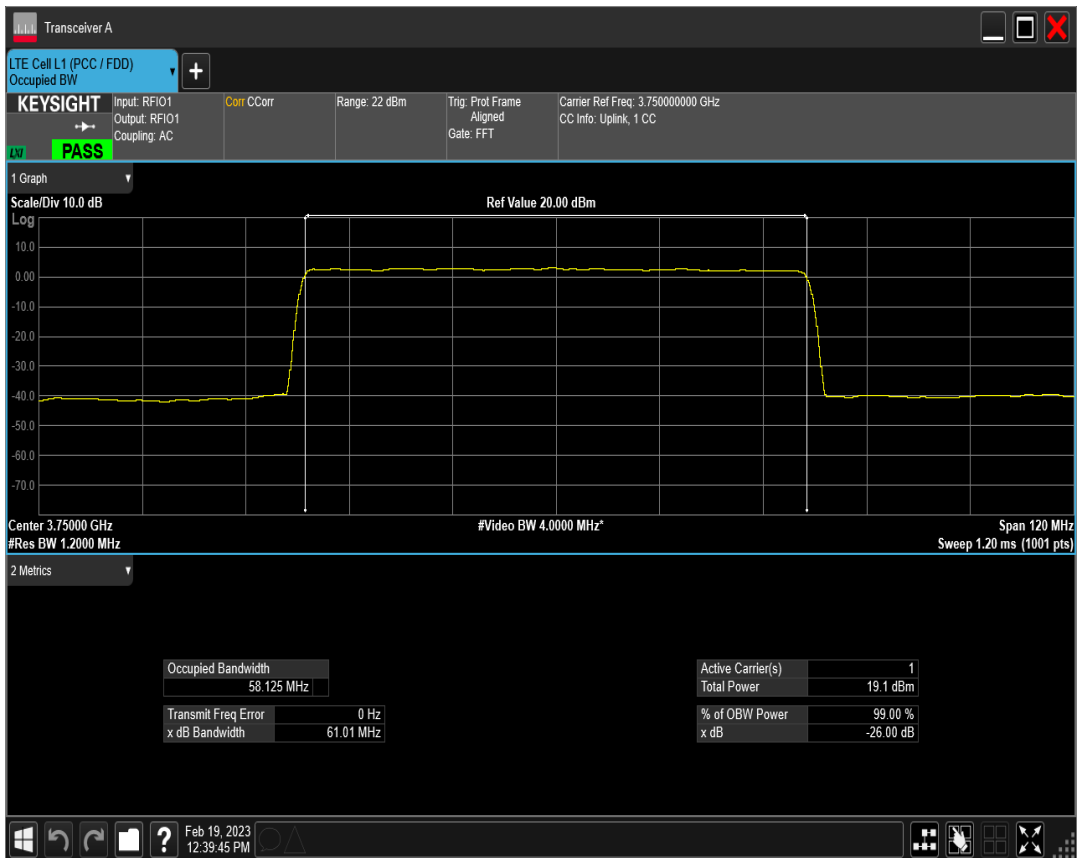 Transceiver A
LTE Cell L1 (PCC / FDD)
Occupied BW
KEYSIGHT
LXI
PASS
Input: RFIO1
Output: RFIO1
Coupling: AC
Corr CCorr
Range: 22 dBm
Trig: Prot Frame
Aligned
Gate: FFT
Carrier Ref Freq: 3.750000000 GHz
CC Info: Uplink, 1 CC
1 Graph
Scale/Div 10.0 dB
Ref Value 20.00 dBm
Log
10.0
0.00
-10.0
-20.0
-30.0
-40.0
-50.0
-60.0
-70.0
Center 3.75000 GHz
#Video BW 4.0000 MHz*
Span 120 MHz
#Res BW 1.2000 MHz
Sweep 1.20 ms (1001 pts)
2 Metrics
Occupied Bandwidth
58.125 MHz
Transmit Freq Error 0 Hz
x dB Bandwidth 61.01 MHz
Active Carrier(s) 1
Total Power 19.1 dBm
% of OBW Power 99.00 %
x dB -26.00 dB
Feb 19, 2023
12:39:45 PM